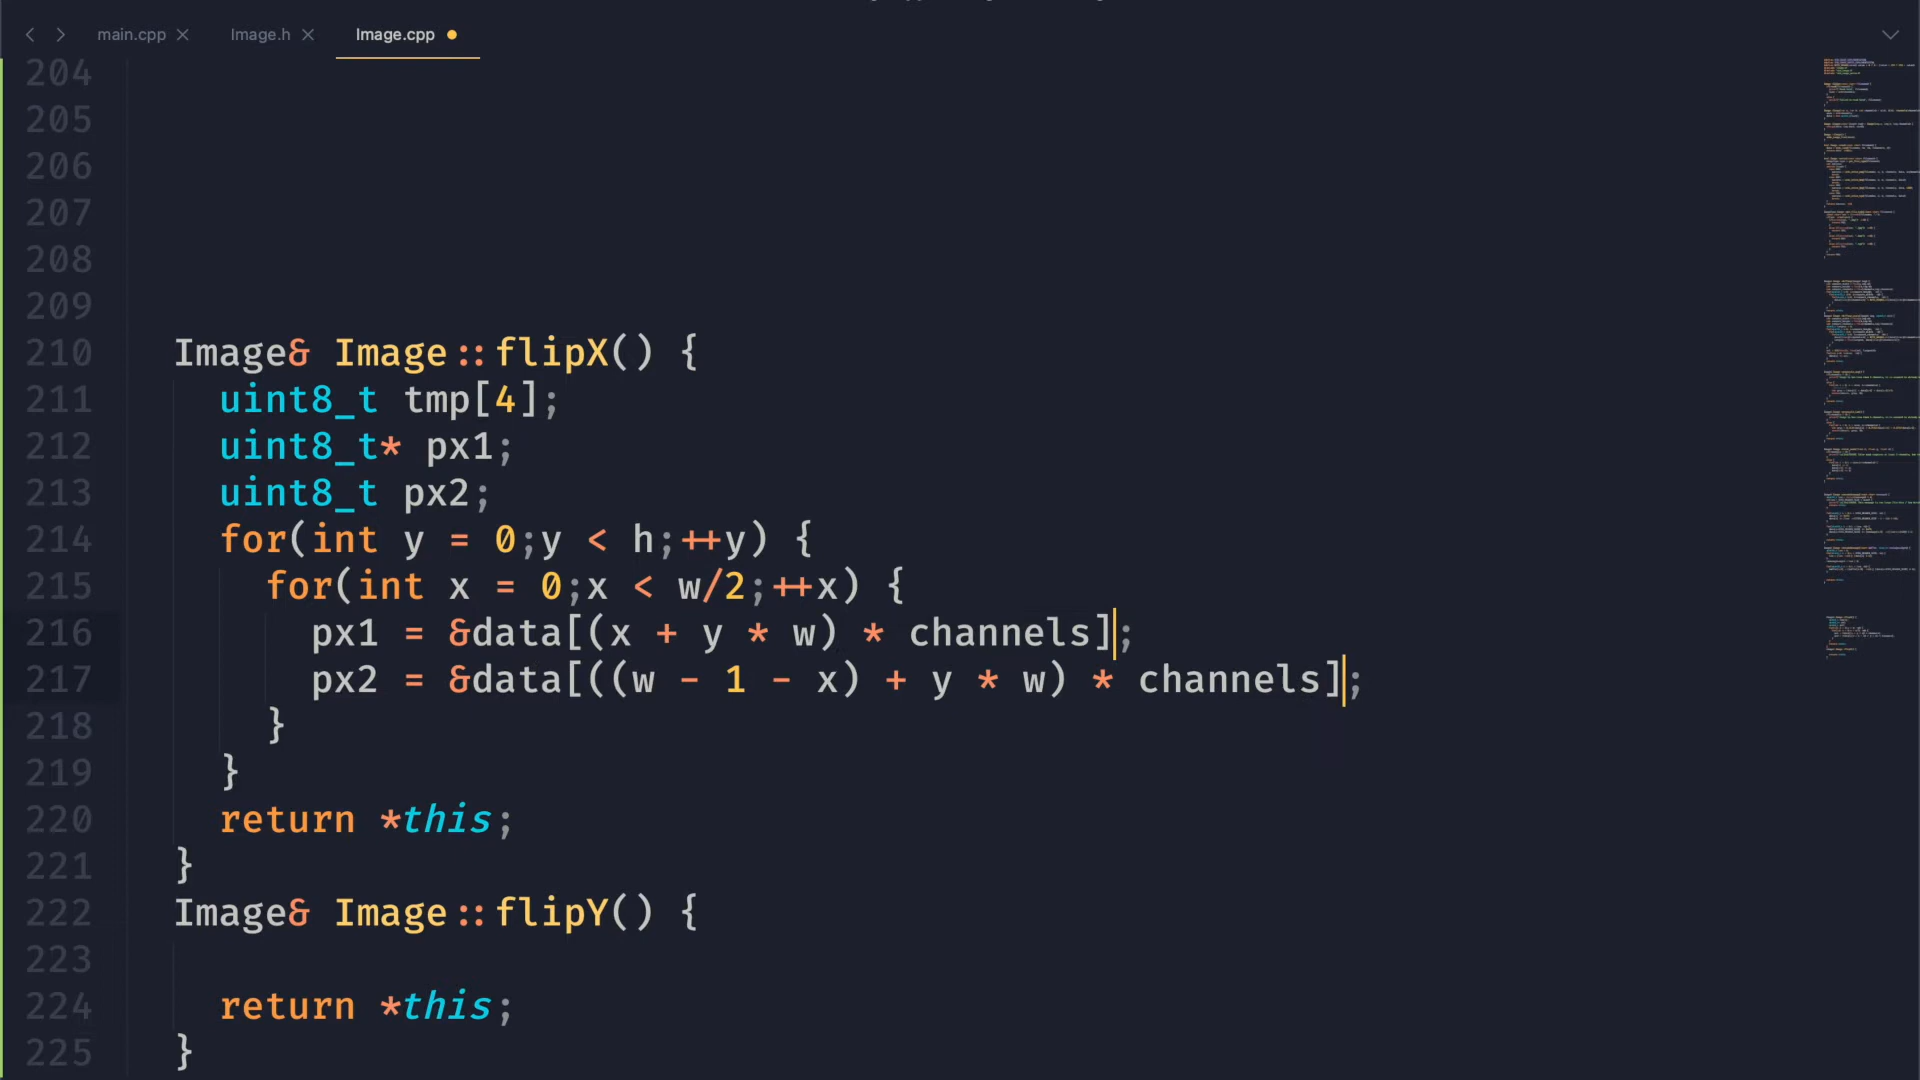 main.cpp Image.h Image.cpp
204
205
206
207
208
209
210 Image& Image::flipX() {
211 uint8_t tmp[4];
212 uint8_t* px1;
213 uint8_t px2;
214 for(int y = 0;y < h;++y) {
215 for(int x = 0;x < w/2;++x) {
216 px1 = &data[(x + y * w) * channels];
217 px2 = &data[((w - 1 - x) + y * w) * channels];
218 }
219 }
220 return *this;
221 }
222 Image& Image::flipY() {
223
224 return *this;
225 }